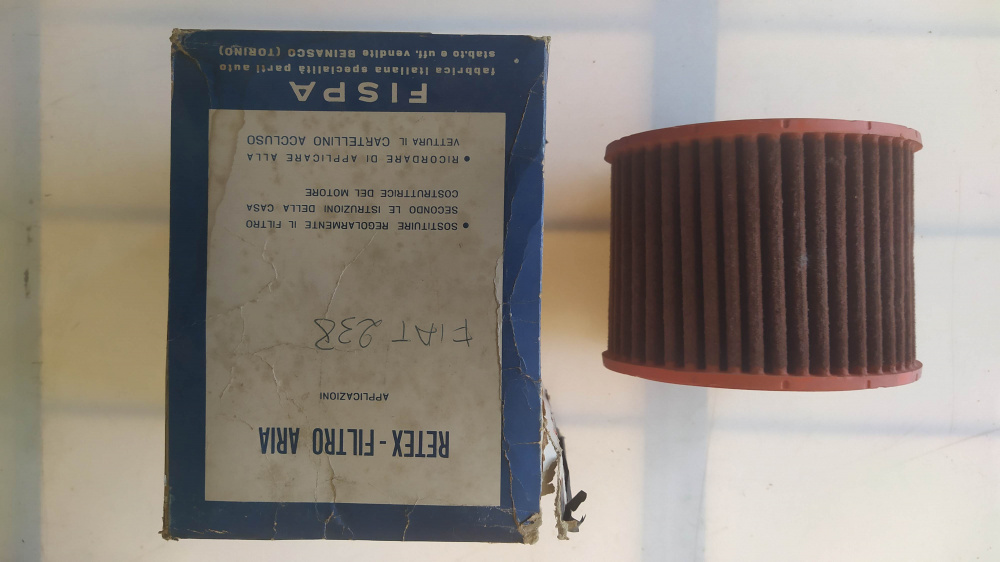 RETEX - FILTRO ARIA
APPLICAZIONI
FIAT 238
• SOSTITUIRE REGOLARMENTE IL FILTRO
SECONDO LE ISTRUZIONI DELLA CASA
COSTRUTTRICE DEL MOTORE
• RICORDARE DI APPLICARE ALLA
VETTURA IL CARTELLINO ACCLUSO
FISPA
fabbrica italiana specialità parti auto
stab.to e uff. vendite BEINASCO (TORINO)